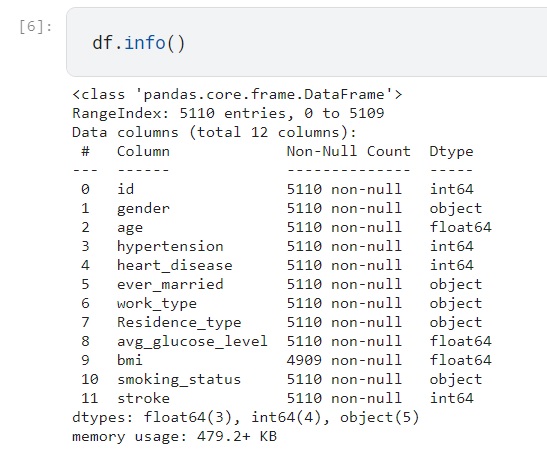 [6]:
df.info()
<class 'pandas.core.frame.DataFrame'>
RangeIndex: 5110 entries, 0 to 5109
Data columns (total 12 columns):
 #   Column             Non-Null Count  Dtype
---  ------             --------------  -----
 0   id                 5110 non-null   int64
 1   gender             5110 non-null   object
 2   age                5110 non-null   float64
 3   hypertension       5110 non-null   int64
 4   heart_disease      5110 non-null   int64
 5   ever_married       5110 non-null   object
 6   work_type          5110 non-null   object
 7   Residence_type     5110 non-null   object
 8   avg_glucose_level  5110 non-null   float64
 9   bmi                4909 non-null   float64
 10  smoking_status     5110 non-null   object
 11  stroke             5110 non-null   int64
dtypes: float64(3), int64(4), object(5)
memory usage: 479.2+ KB